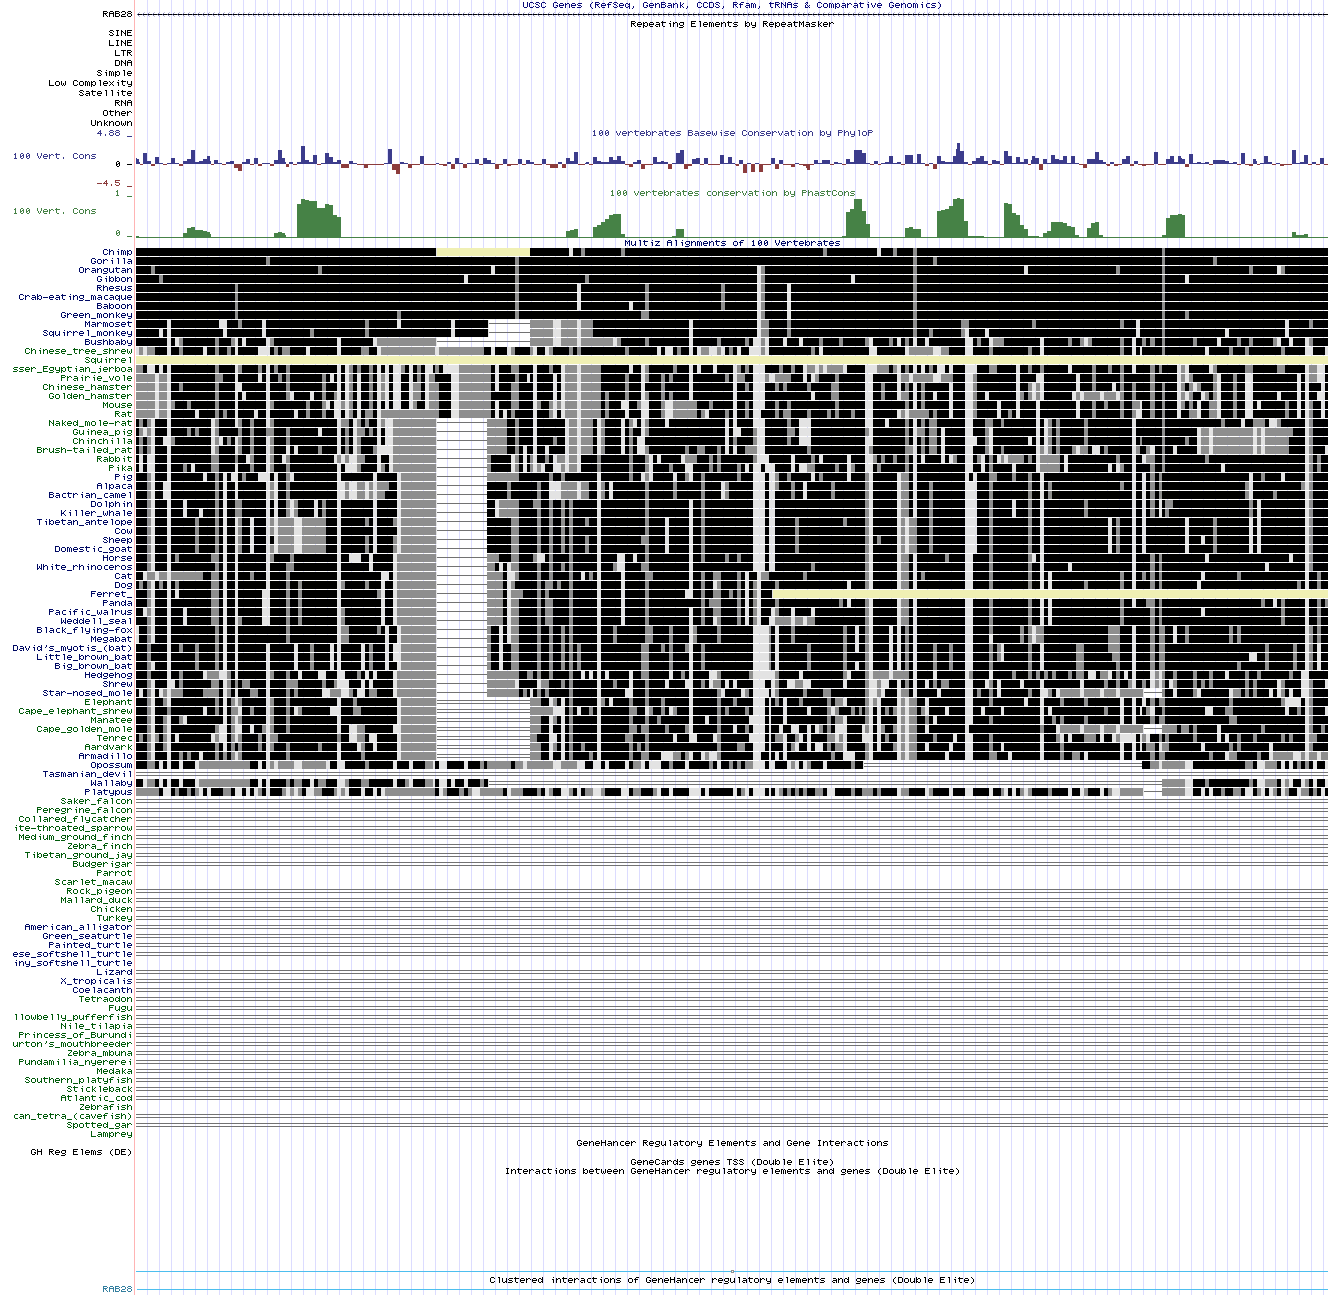 UCSC Genes (RefSeq, GenBank, CCDS, Rfam, tRNAs & Comparative Genomics)
RAB28
Repeating Elements by RepeatMasker
SINE
LINE
LTR
DNA
Simple
Low Complexity
Satellite
RNA
Other
Unknown
4.88 _
100 vertebrates Basewise Conservation by PhyloP
100 Vert. Cons
0 _
-4.5 _
1 _
100 vertebrates conservation by PhastCons
100 Vert. Cons
0 _
Multiz Alignments of 100 Vertebrates
Chimp
Gorilla
Orangutan
Gibbon
Rhesus
Crab-eating_macaque
Baboon
Green_monkey
Marmoset
Squirrel_monkey
Bushbaby
Chinese_tree_shrew
Squirrel
sser_Egyptian_jerboa
Prairie_vole
Chinese_hamster
Golden_hamster
Mouse
Rat
Naked_mole-rat
Guinea_pig
Chinchilla
Brush-tailed_rat
Rabbit
Pika
Pig
Alpaca
Bactrian_camel
Dolphin
Killer_whale
Tibetan_antelope
Cow
Sheep
Domestic_goat
Horse
White_rhinoceros
Cat
Dog
Ferret_
Panda
Pacific_walrus
Weddell_seal
Black_flying-fox
Megabat
David's_myotis_(bat)
Little_brown_bat
Big_brown_bat
Hedgehog
Shrew
Star-nosed_mole
Elephant
Cape_elephant_shrew
Manatee
Cape_golden_mole
Tenrec
Aardvark
Armadillo
Opossum
Tasmanian_devil
Wallaby
Platypus
Saker_falcon
Peregrine_falcon
Collared_flycatcher
ite-throated_sparrow
Medium_ground_finch
Zebra_finch
Tibetan_ground_jay
Budgerigar
Parrot
Scarlet_macaw
Rock_pigeon
Mallard_duck
Chicken
Turkey
American_alligator
Green_seaturtle
Painted_turtle
ese_softshell_turtle
iny_softshell_turtle
Lizard
X_tropicalis
Coelacanth
Tetraodon
Fugu
llowbelly_pufferfish
Nile_tilapia
Princess_of_Burundi
urton's_mouthbreeder
Zebra_mbuna
Pundamilia_nyererei
Medaka
Southern_platyfish
Stickleback
Atlantic_cod
Zebrafish
can_tetra_(cavefish)
Spotted_gar
Lamprey
GeneHancer Regulatory Elements and Gene Interactions
GH Reg Elems (DE)
GeneCards genes TSS (Double Elite)
Interactions between GeneHancer regulatory elements and genes (Double Elite)
Clustered interactions of GeneHancer regulatory elements and genes (Double Elite)
RAB28